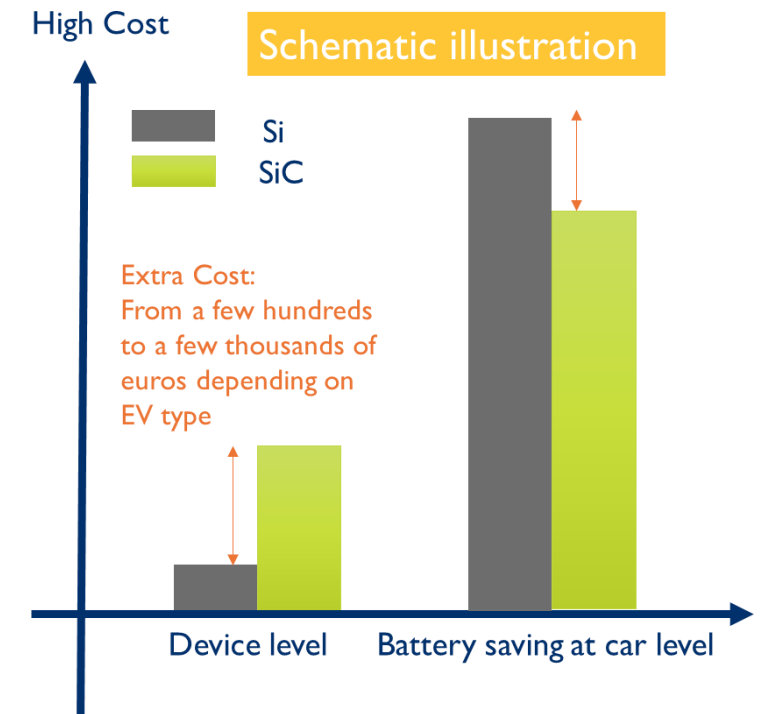 High Cost
Schematic illustration
Si
SiC
Extra Cost:
From a few hundreds
to a few thousands of
euros depending on
EV type
Device level
Battery saving at car level